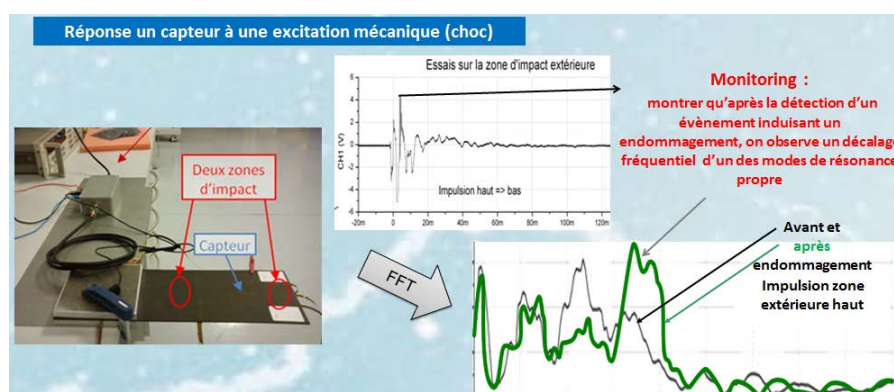 Réponse un capteur à une excitation mécanique (choc)
Essais sur la zone d'impact extérieure
6
4
2
0
-2
-4
-6
CH1 (V)
Impulsion haut => bas
-20m 0 20m 40m 60m 80m 100m 120m
Monitoring :
montrer qu'après la détection d'un
évènement induisant un
endommagement, on observe un décalage
fréquentiel d'un des modes de résonance
propre
Deux zones
d'impact
Capteur
FFT
Avant et
après
endommagement
Impulsion zone
extérieure haut